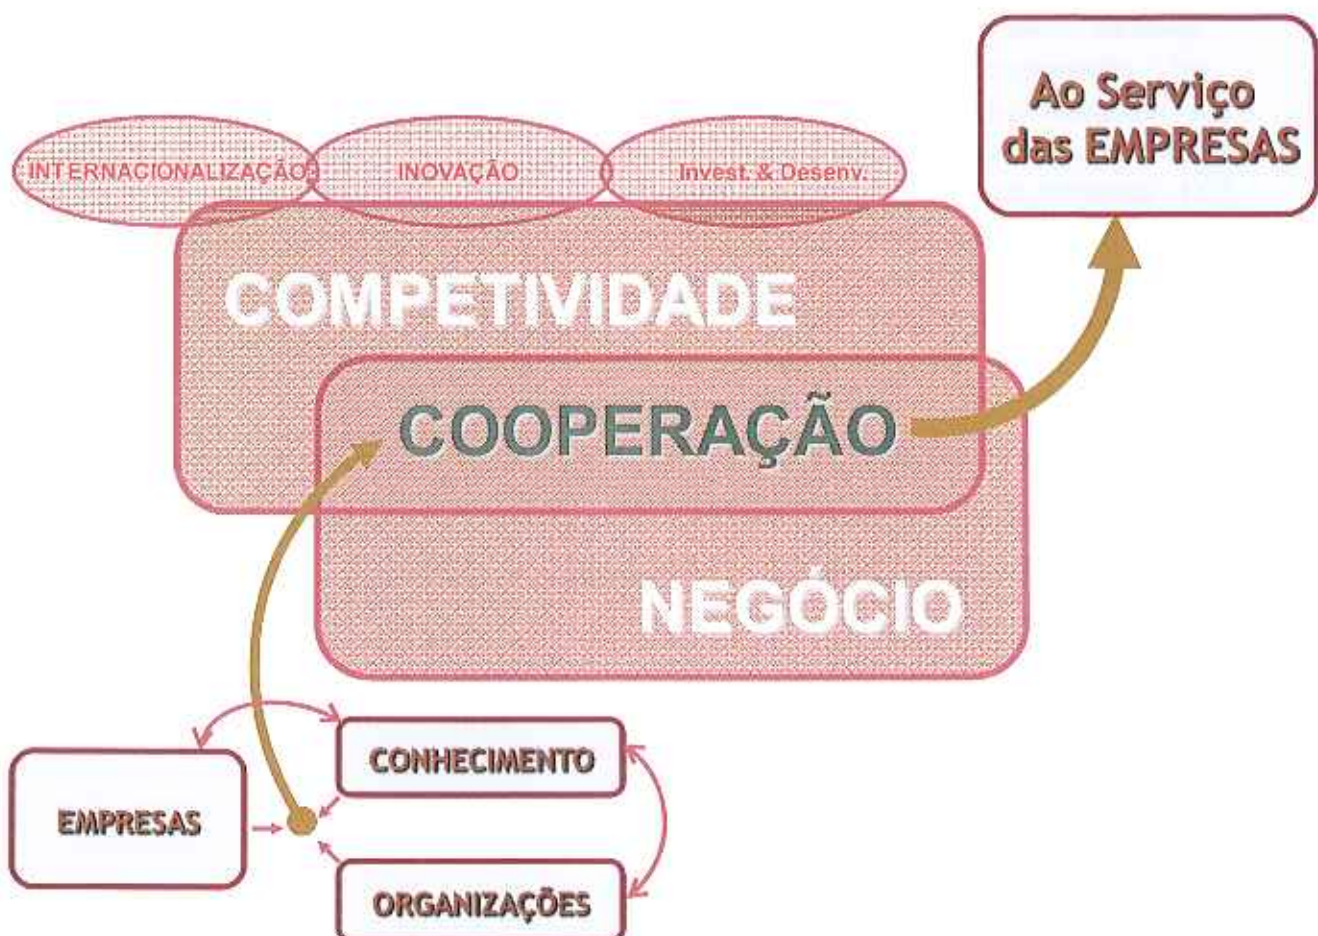 Ao Serviço
das EMPRESAS
INTERNACIONALIZAÇÃO
INOVAÇÃO
Invest. & Desenv.
COMPETIVIDADE
COOPERAÇÃO
NEGÓCIO
CONHECIMENTO
EMPRESAS
ORGANIZAÇÕES